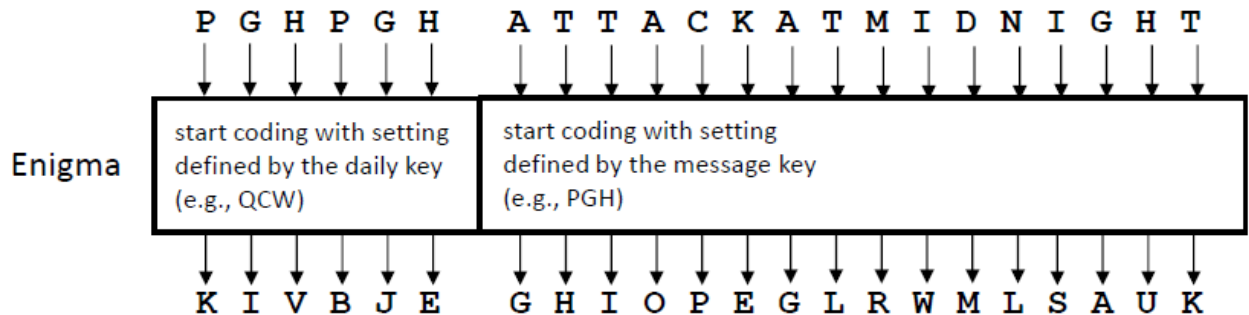 P G H P G H A T T A C K A T M I D N I G H T
Enigma
start coding with setting
defined by the daily key
(e.g., QCW)
start coding with setting
defined by the message key
(e.g., PGH)
K I V B J E G H I O P E G L R W M L S A U K